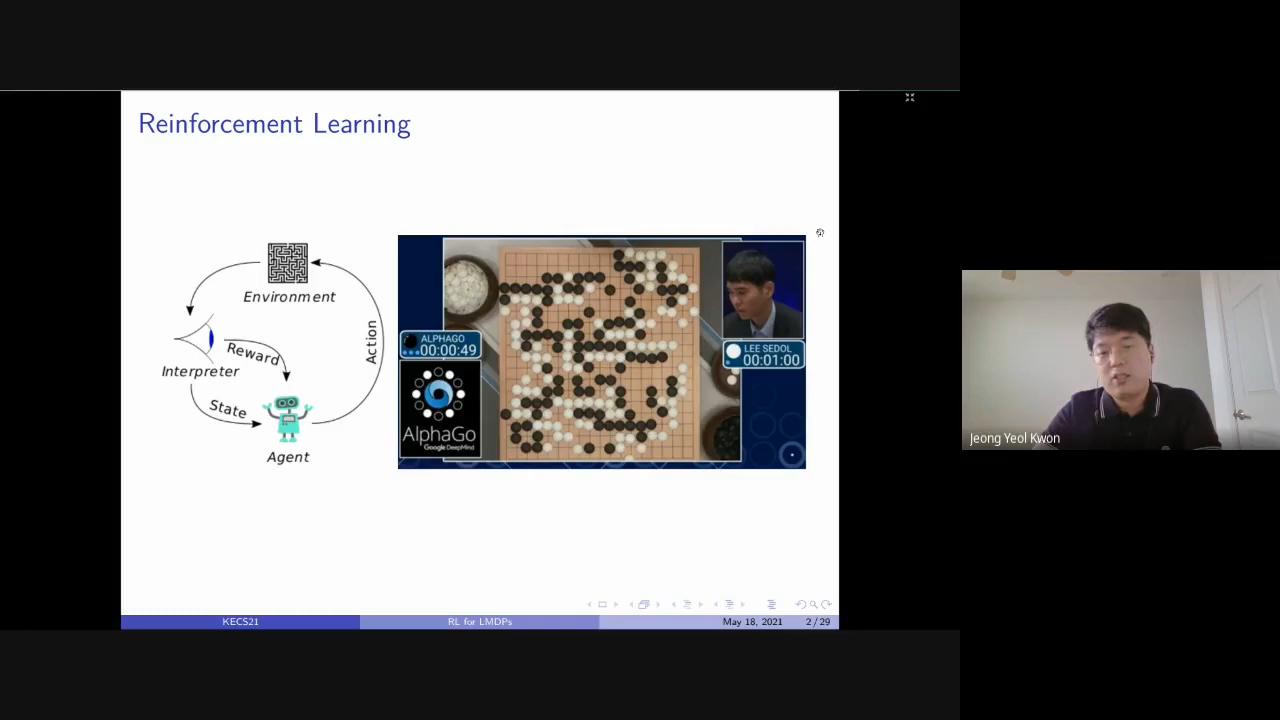 Reinforcement Learning
Environment
Interpreter
Reward
State
Action
Agent
ALPHAGO
00:00:49
AlphaGo
Google DeepMind
LEE SEDOL
00:01:00
KECS21
RL for LMDPs
May 18, 2021
2 / 29
Jeong Yeol Kwon